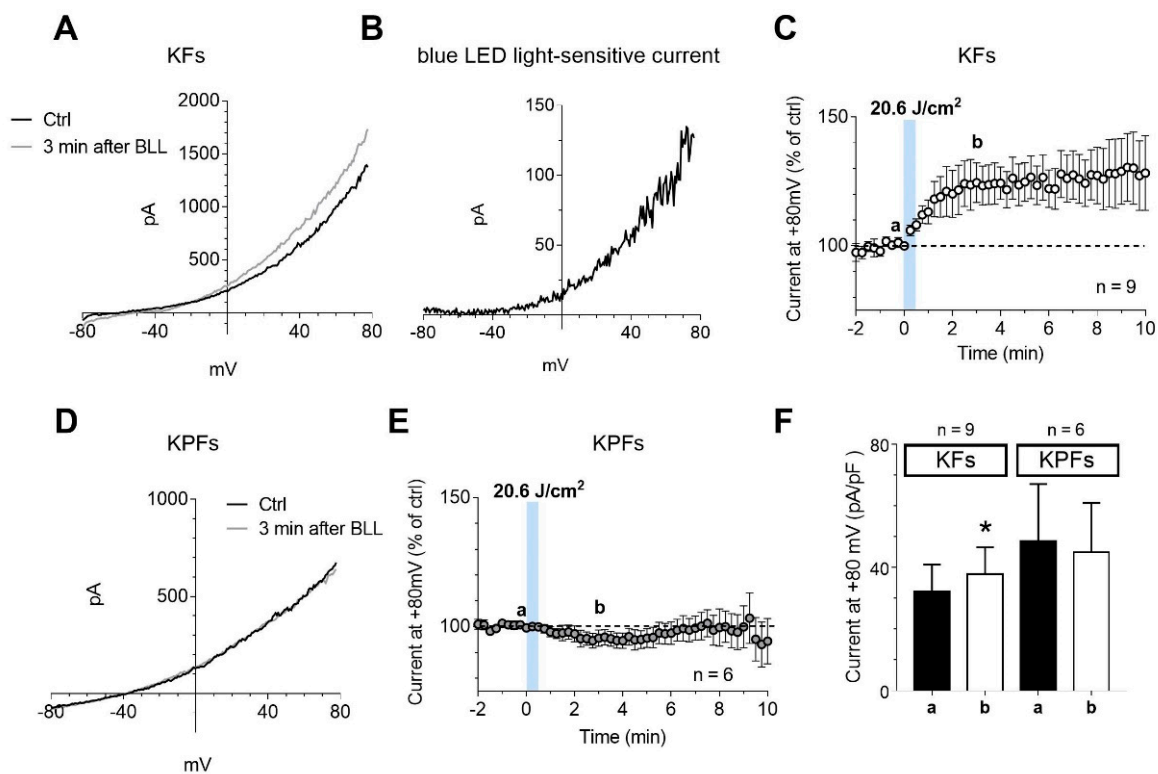 A
KFs
Ctrl
3 min after BLL
2000
1500
1000
500
pA
-80
-40
0
40
80
mV
B
blue LED light-sensitive current
150
100
50
pA
-80
-40
0
40
80
mV
C
KFs
20.6 J/cm²
150
100
Current at +80mV (% of ctrl)
a
b
n = 9
-2
0
2
4
6
8
10
Time (min)
D
KPFs
Ctrl
3 min after BLL
1000
500
pA
-80
-40
0
40
80
mV
E
KPFs
20.6 J/cm²
150
100
Current at +80mV (% of ctrl)
a
b
n = 6
-2
0
2
4
6
8
10
Time (min)
F
n = 9
n = 6
KFs
KPFs
80
60
40
20
0
Current at +80 mV (pA/pF)
*
a
b
a
b